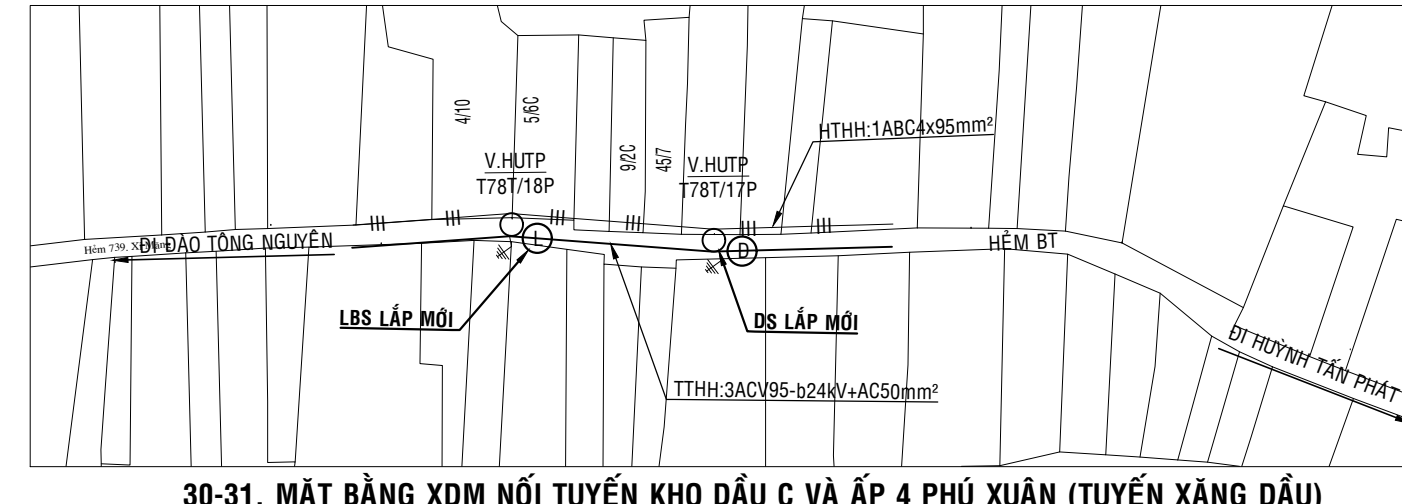 4/10
5/6C
9/2C
45/7
HTHH:1ABC4x95mm²
V.HUTP
T78T/18P
V.HUTP
T78T/17P
Hẻm 739. Xi Măng
ĐI ĐÀO TÔNG NGUYÊN
L
D
HẺM BT
LBS LẮP MỚI
DS LẮP MỚI
ĐI HUỲNH TẤN PHÁT
TTHH:3ACV95-b24kV+AC50mm²
30-31. MẶT BẰNG XDM NỐI TUYẾN KHO DẦU C VÀ ẤP 4 PHÚ XUÂN (TUYẾN XĂNG DẦU)